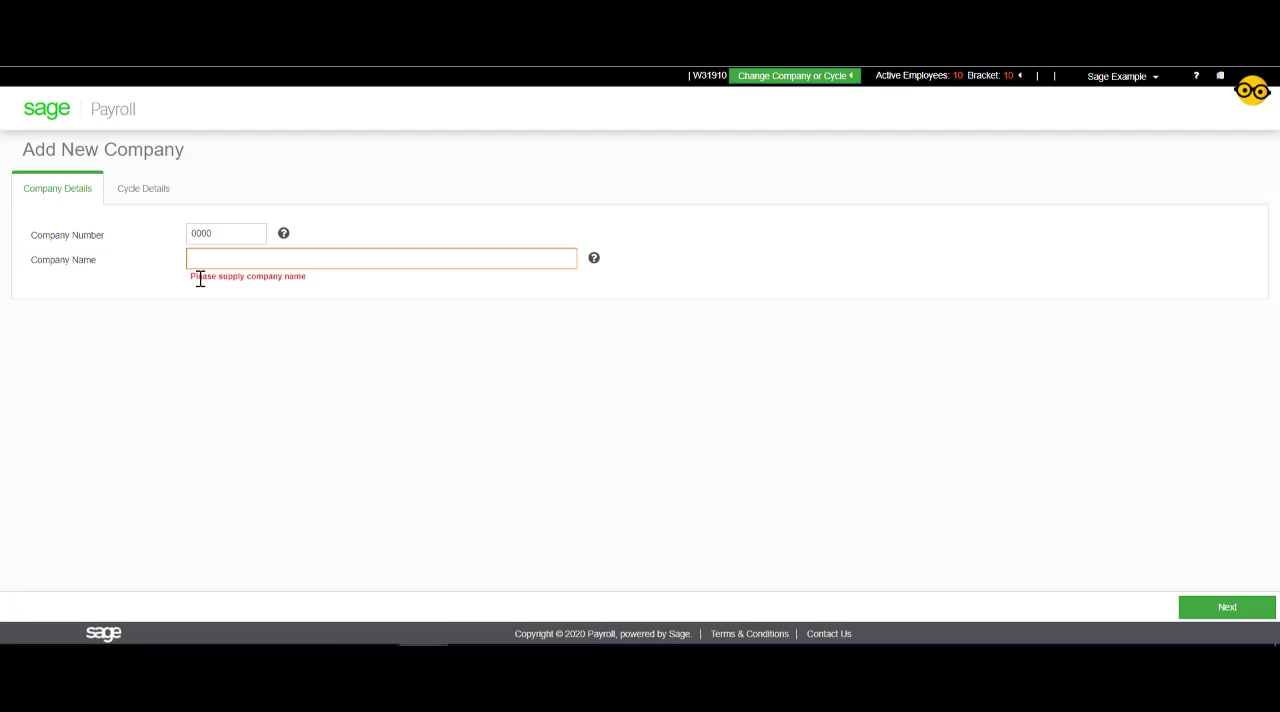 | W31910 Change Company or Cycle Active Employees: 10 Bracket: 10 | | Sage Example ?
sage Payroll
Add New Company
Company Details Cycle Details
Company Number 0000 ?
Company Name ?
Please supply company name
Next
sage Copyright © 2020 Payroll, powered by Sage. | Terms & Conditions | Contact Us